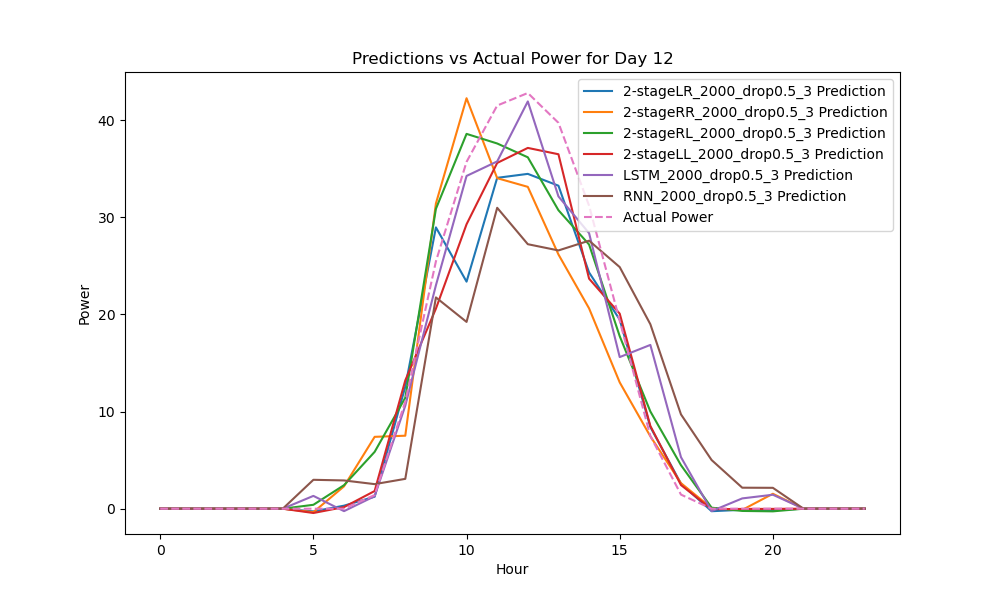 Predictions vs Actual Power for Day 12
2-stageLR_2000_drop0.5_3 Prediction
2-stageRR_2000_drop0.5_3 Prediction
2-stageRL_2000_drop0.5_3 Prediction
2-stageLL_2000_drop0.5_3 Prediction
LSTM_2000_drop0.5_3 Prediction
RNN_2000_drop0.5_3 Prediction
Actual Power
Power
40
30
20
10
0
0 5 10 15 20
Hour